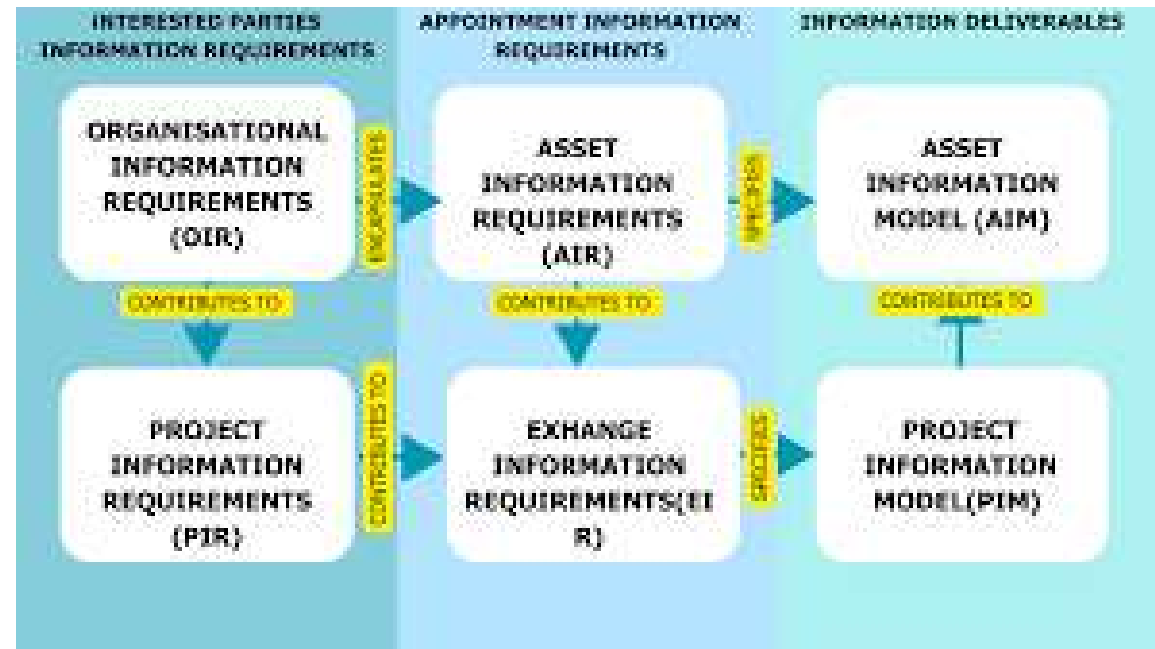 INTERESTED PARTIES
INFORMATION REQUIREMENTS
APPOINTMENT INFORMATION
REQUIREMENTS
INFORMATION DELIVERABLES
ORGANISATIONAL
INFORMATION
REQUIREMENTS
(OIR)
ENCAPSULATES
ASSET
INFORMATION
REQUIREMENTS
(AIR)
SPECIFIES
ASSET
INFORMATION
MODEL (AIM)
CONTRIBUTES TO
CONTRIBUTES TO
CONTRIBUTES TO
PROJECT
INFORMATION
REQUIREMENTS
(PIR)
CONTRIBUTES TO
EXHANGE
INFORMATION
REQUIREMENTS(EI
R)
SPECIFIES
PROJECT
INFORMATION
MODEL(PIM)